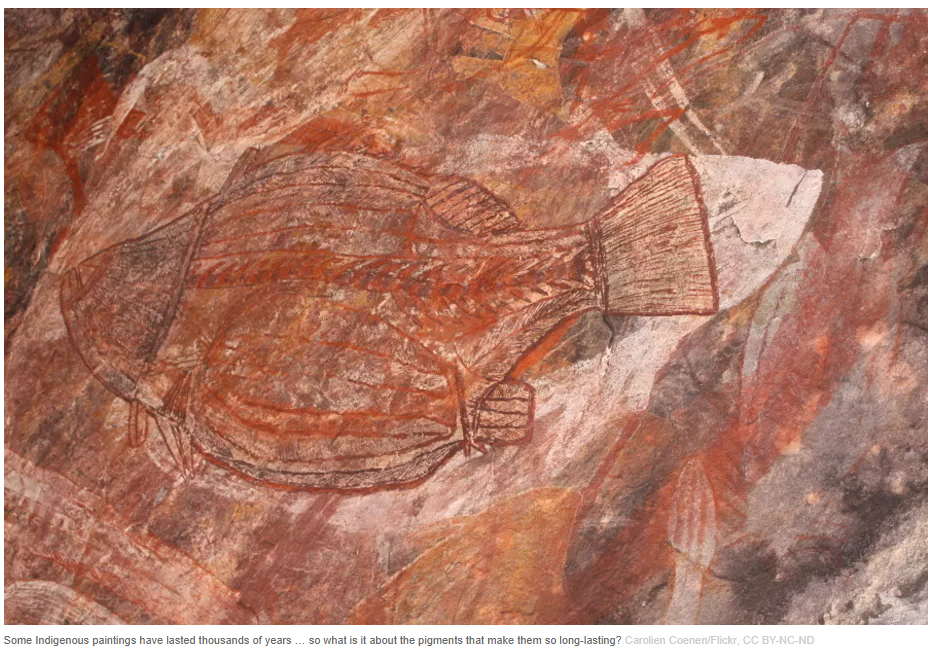 Some Indigenous paintings have lasted thousands of years … so what is it about the pigments that make them so long-lasting? Carolien Coenen/Flickr, CC BY-NC-ND